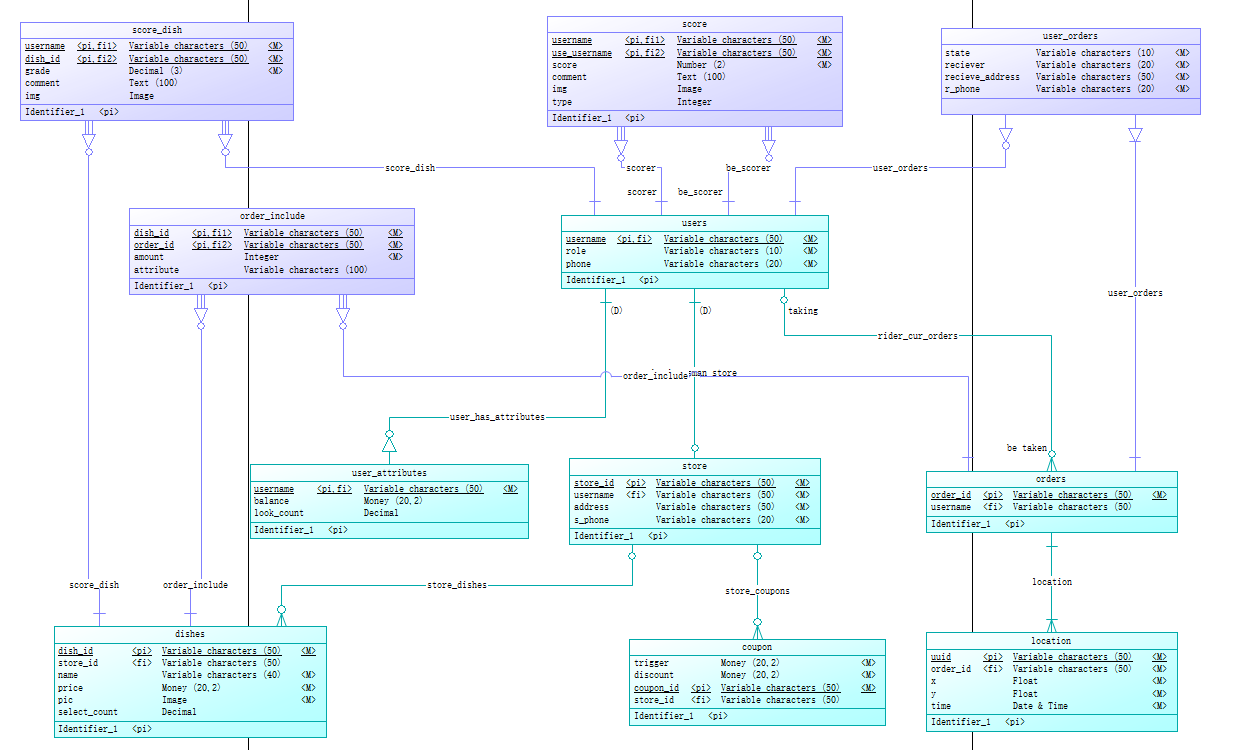 score_dish
username <pi,fi1> Variable characters (50) <M>
dish_id <pi,fi2> Variable characters (50) <M>
grade Decimal (3) <M>
comment Text (100)
img Image
Identifier_1 <pi>
score
username <pi,fi1> Variable characters (50) <M>
use_username <pi,fi2> Variable characters (50) <M>
score Number (2) <M>
comment Text (100)
img Image
type Integer
Identifier_1 <pi>
user_orders
state Variable characters (10) <M>
reciever Variable characters (20) <M>
recieve_address Variable characters (50) <M>
r_phone Variable characters (20) <M>
score_dish
scorer
be_scorer
user_orders
scorer
be_scorer
order_include
dish_id <pi,fi1> Variable characters (50) <M>
order_id <pi,fi2> Variable characters (50) <M>
amount Integer <M>
attribute Variable characters (100)
Identifier_1 <pi>
users
username <pi,fi> Variable characters (50) <M>
role Variable characters (10) <M>
phone Variable characters (20) <M>
Identifier_1 <pi>
user_orders
(D)
(D)
taking
rider_cur_orders
order_include
store
user_has_attributes
be taken
user_attributes
username <pi,fi> Variable characters (50) <M>
balance Money (20,2)
look_count Decimal
Identifier_1 <pi>
store
store_id <pi> Variable characters (50) <M>
username <fi> Variable characters (50) <M>
address Variable characters (50) <M>
s_phone Variable characters (20) <M>
Identifier_1 <pi>
orders
order_id <pi> Variable characters (50) <M>
username <fi> Variable characters (50)
Identifier_1 <pi>
score_dish
order_include
store_dishes
store_coupons
location
dishes
dish_id <pi> Variable characters (50) <M>
store_id <fi> Variable characters (50)
name Variable characters (40) <M>
price Money (20,2) <M>
pic Image <M>
select_count Decimal
Identifier_1 <pi>
coupon
trigger Money (20,2) <M>
discount Money (20,2) <M>
coupon_id <pi> Variable characters (50) <M>
store_id <fi> Variable characters (50)
Identifier_1 <pi>
location
uuid <pi> Variable characters (50) <M>
order_id <fi> Variable characters (50) <M>
x Float <M>
y Float <M>
time Date & Time <M>
Identifier_1 <pi>